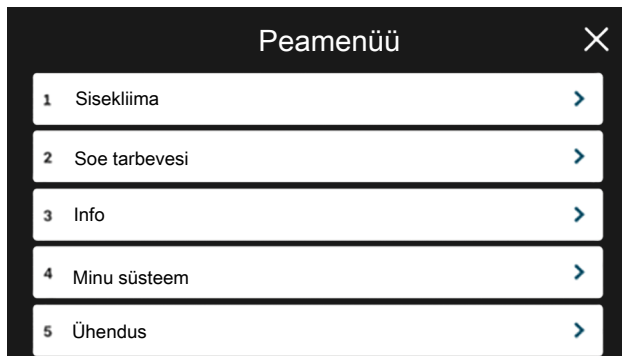 Peamenüü
1 Sisekliima
2 Soe tarbevesi
3 Info
4 Minu süsteem
5 Ühendus